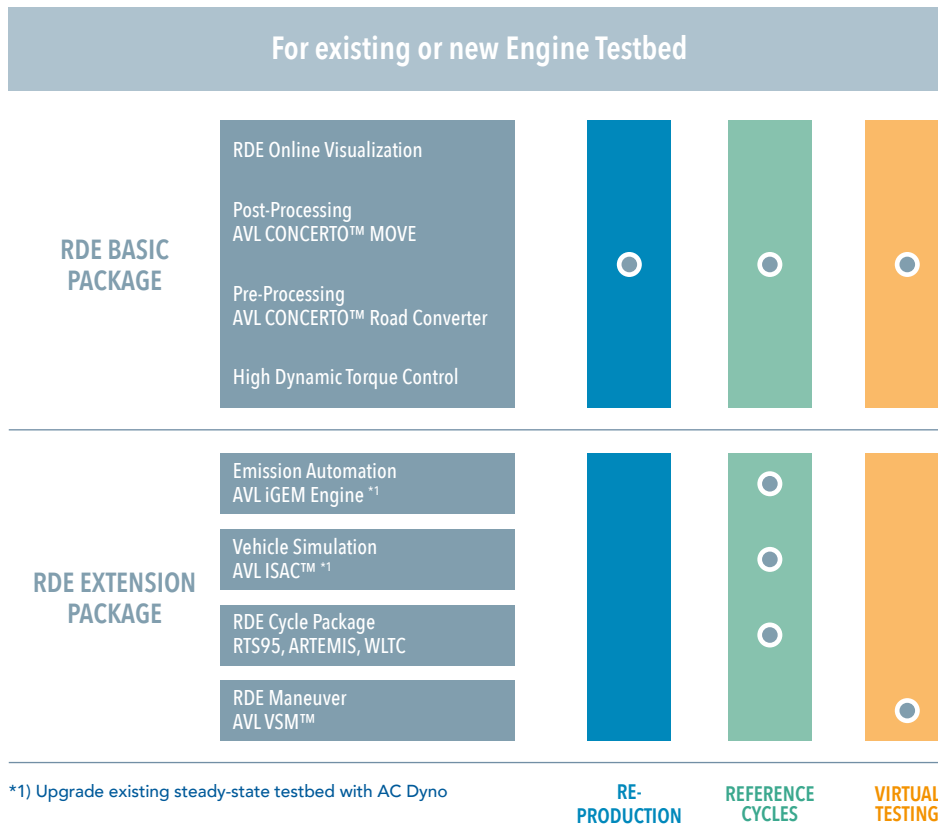 For existing or new Engine Testbed
RDE BASIC
PACKAGE
RDE Online Visualization
Post-Processing
AVL CONCERTO™ MOVE
Pre-Processing
AVL CONCERTO™ Road Converter
High Dynamic Torque Control
RDE EXTENSION
PACKAGE
Emission Automation
AVL iGEM Engine *1
Vehicle Simulation
AVL ISAC™ *1
RDE Cycle Package
RTS95, ARTEMIS, WLTC
RDE Maneuver
AVL VSM™
*1) Upgrade existing steady-state testbed with AC Dyno
RE-
PRODUCTION
REFERENCE
CYCLES
VIRTUAL
TESTING